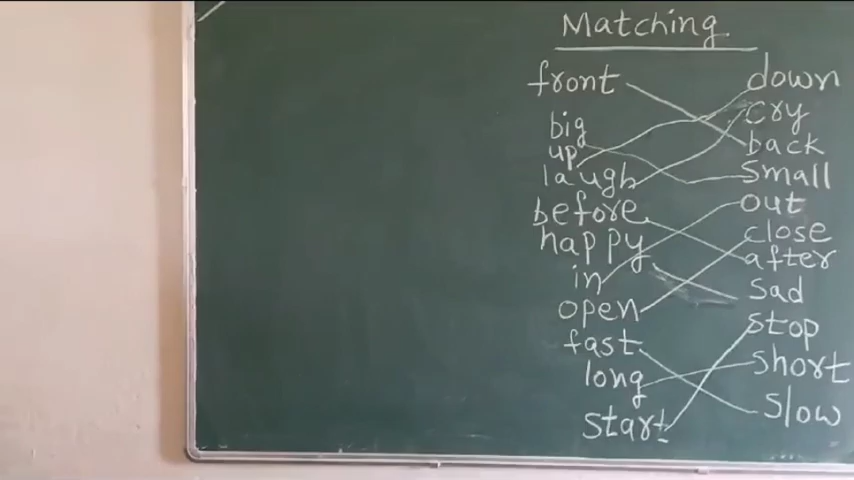 Matching
front down
big cry
up back
laugh small
before out
happy close
in after
open sad
fast stop
long short
start slow